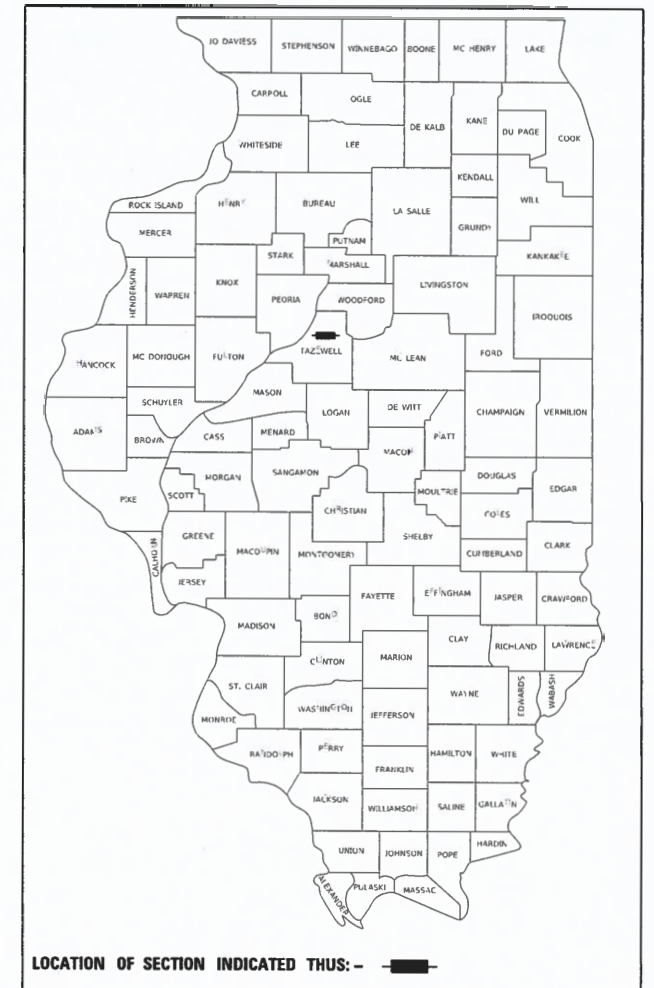 JO DAVIESS STEPHENSON WINNEBAGO BOONE MC HENRY LAKE
CARROLL OGLE DE KALB KANE DU PAGE COOK
WHITESIDE LEE
KENDALL
ROCK ISLAND HENRY BUREAU LA SALLE WILL
MERCER PUTNAM GRUNDY
STARK MARSHALL KANKAKEE
HENDERSON WARREN KNOX PEORIA WOODFORD LIVINGSTON IROQUOIS
HANCOCK MC DONOUGH FULTON TAZEWELL MC LEAN FORD
SCHUYLER MASON LOGAN DE WITT CHAMPAIGN VERMILION
ADAMS BROWN CASS MENARD MACON PIATT
PIKE SCOTT MORGAN SANGAMON MOULTRIE DOUGLAS EDGAR
CHRISTIAN COLES
CALHOUN GREENE MACOUPIN MONTGOMERY SHELBY CUMBERLAND CLARK
JERSEY FAYETTE EFFINGHAM JASPER CRAWFORD
MADISON BOND
CLINTON MARION CLAY RICHLAND LAWRENCE
ST. CLAIR WASHINGTON JEFFERSON WAYNE EDWARDS WABASH
MONROE
RANDOLPH PERRY FRANKLIN HAMILTON WHITE
JACKSON WILLIAMSON SALINE GALLATIN
UNION JOHNSON POPE HARDIN
ALEXANDER PULASKI MASSAC
LOCATION OF SECTION INDICATED THUS: –